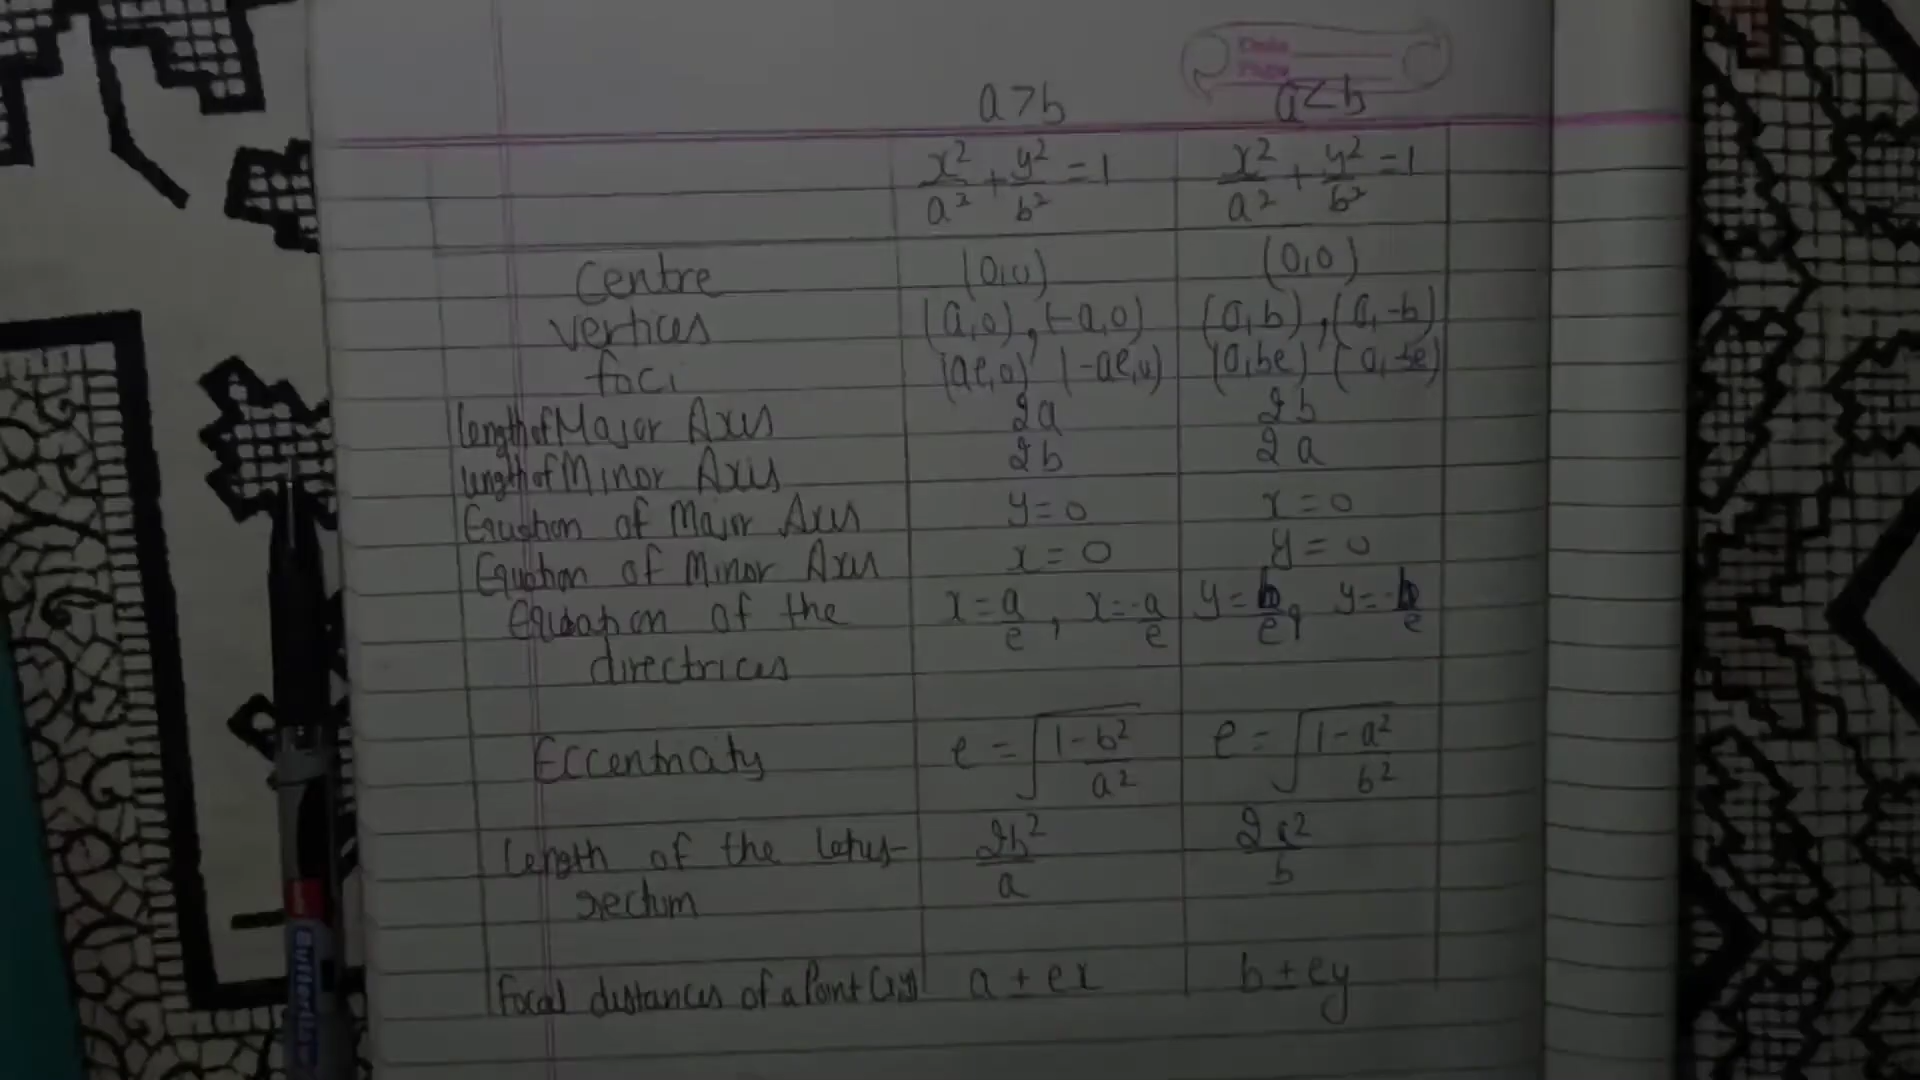 Date
Page
a>b a<b
x²/a² + y²/b² = 1 x²/a² + y²/b² = 1
Centre (0,0) (0,0)
vertices (a,0), (-a,0) (0,b), (0,-b)
foci (ae,0) (-ae,0) (0,be) (0,-be)
length of Major Axis 2a 2b
length of Minor Axis 2b 2a
Equation of Major Axis y=0 x=0
Equation of Minor Axis x=0 y=0
Equation of the x=a/e, x=-a/e y=b/e, y=-b/e
directrices
Eccentricity e=√(1-b²/a²) e=√(1-a²/b²)
Length of the Letus- 2b²/a 2a²/b
rectum
Focal distances of a Point (x,y) a±ex b±ey
Butterflow